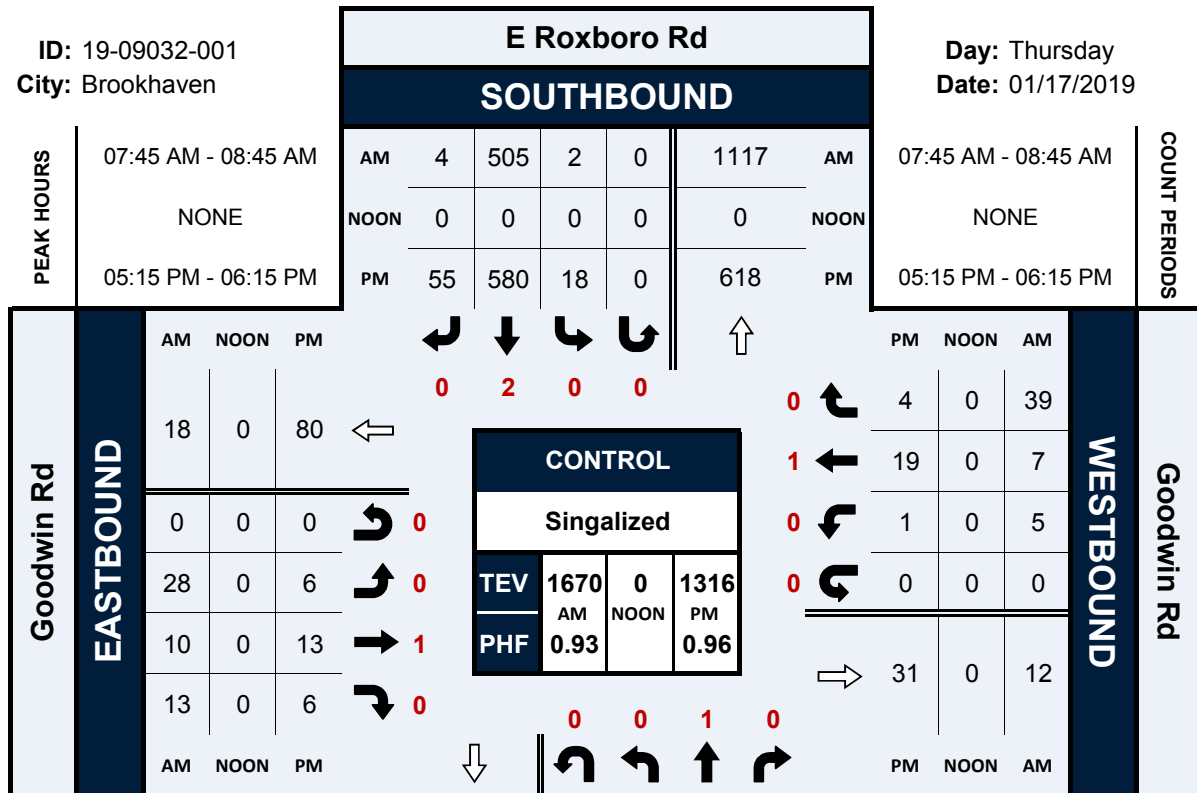 ID: 19-09032-001
City: Brookhaven
E Roxboro Rd
SOUTHBOUND
Day: Thursday
Date: 01/17/2019
PEAK HOURS
07:45 AM - 08:45 AM
NONE
05:15 PM - 06:15 PM
AM 4 505 2 0 1117 AM
NOON 0 0 0 0 0 NOON
PM 55 580 18 0 618 PM
07:45 AM - 08:45 AM
NONE
05:15 PM - 06:15 PM
COUNT PERIODS
0 2 0 0
Goodwin Rd
EASTBOUND
AM NOON PM
18 0 80
0 0 0 0
28 0 6 0
10 0 13 1
13 0 6 0
AM NOON PM
CONTROL
Singalized
TEV 1670 0 1316
AM NOON PM
PHF 0.93 0.96
PM NOON AM
0 4 0 39
1 19 0 7
0 1 0 5
0 0 0 0
31 0 12
PM NOON AM
WESTBOUND
Goodwin Rd
0 0 1 0